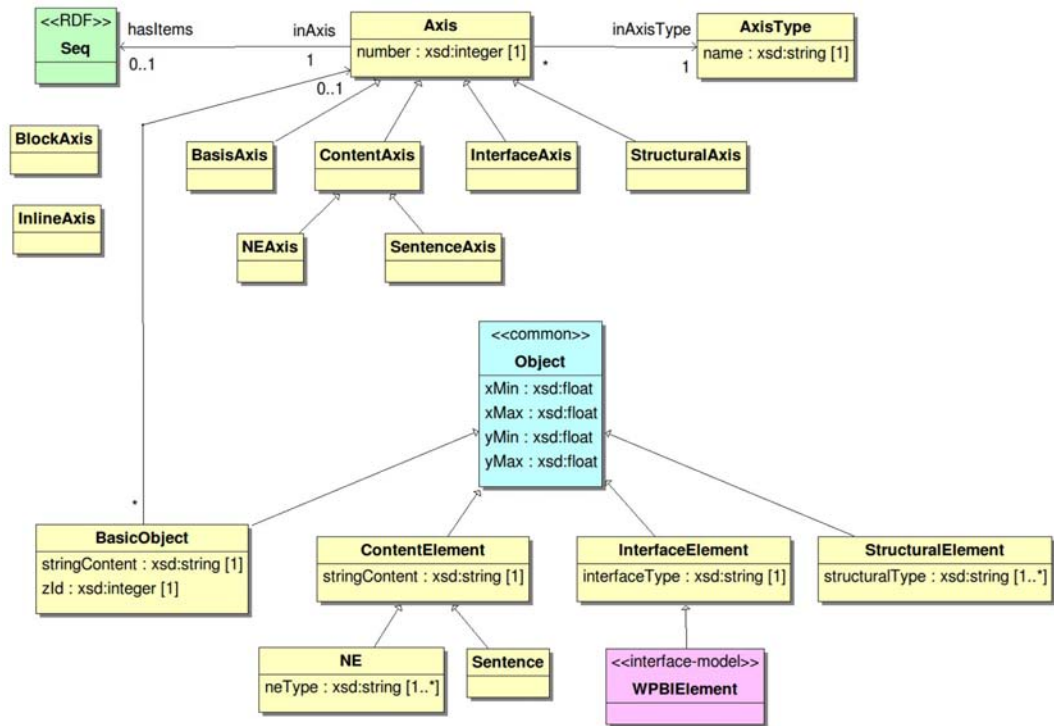 <<RDF>>
Seq
hasItems
0..1
inAxis
1
0..1
Axis
number : xsd:integer [1]
inAxisType
*
1
AxisType
name : xsd:string [1]
BlockAxis
InlineAxis
BasisAxis
ContentAxis
InterfaceAxis
StructuralAxis
NEAxis
SentenceAxis
<<common>>
Object
xMin : xsd:float
xMax : xsd:float
yMin : xsd:float
yMax : xsd:float
*
BasicObject
stringContent : xsd:string [1]
zId : xsd:integer [1]
ContentElement
stringContent : xsd:string [1]
InterfaceElement
interfaceType : xsd:string [1]
StructuralElement
structuralType : xsd:string [1..*]
NE
neType : xsd:string [1..*]
Sentence
<<interface-model>>
WPBIElement